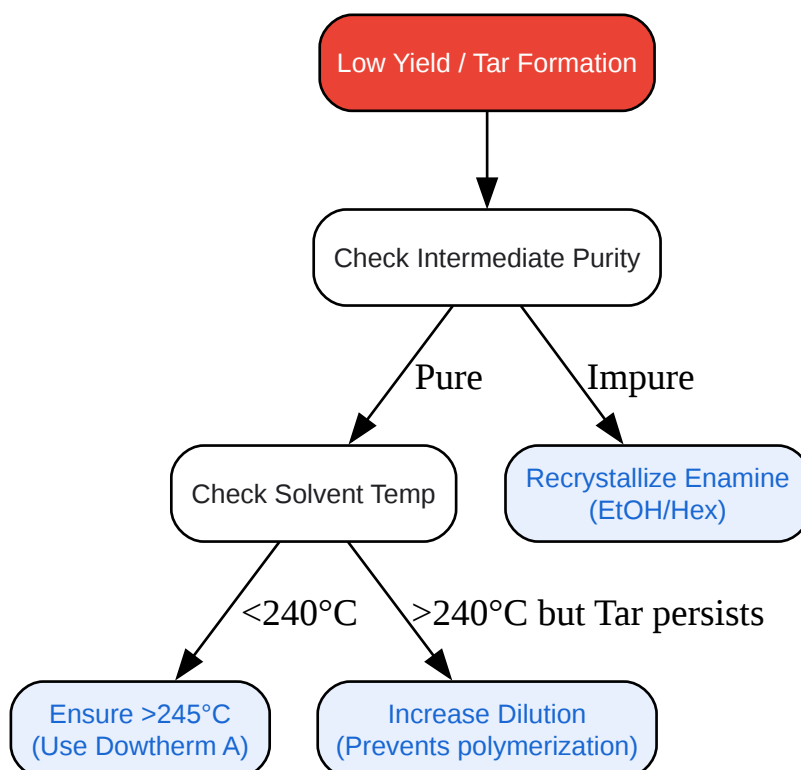 Low Yield / Tar Formation
Check Intermediate Purity
Pure
Impure
Check Solvent Temp
Recrystallize Enamine
(EtOH/Hex)
<240°C
>240°C but Tar persists
Ensure >245°C
(Use Dowtherm A)
Increase Dilution
(Prevents polymerization)